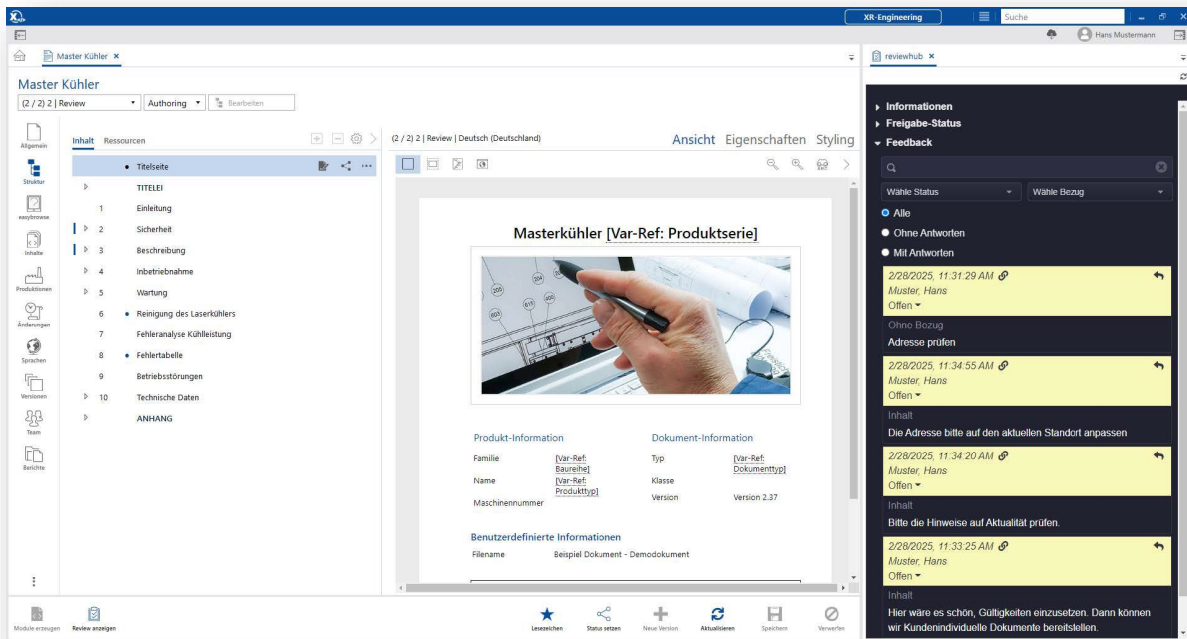 XR-Engineering
Suche
Hans Mustermann
Master Kühler
reviewhub
Master Kühler
(2 / 2) 2 | Review
Authoring
Bearbeiten
Allgemein
Struktur
easybrowse
Inhalte
Produktionen
Änderungen
Sprachen
Versionen
Team
Berichte
Inhalt Ressourcen
Titelseite
TITELEI
1 Einleitung
2 Sicherheit
3 Beschreibung
4 Inbetriebnahme
5 Wartung
6 Reinigung des Laserkühlers
7 Fehleranalyse Kühlleistung
8 Fehlertabelle
9 Betriebsstörungen
10 Technische Daten
ANHANG
(2 / 2) 2 | Review | Deutsch (Deutschland)
Ansicht Eigenschaften Styling
Masterkühler [Var-Ref: Produktserie]
205
204
201
203
615
400
603
Produkt-Information
Familie [Var-Ref:
Baureihe]
Name [Var-Ref:
Produkttyp]
Maschinennummer
Dokument-Information
Typ [Var-Ref:
Dokumenttyp]
Klasse
Version Version 2.37
Benutzerdefinierte Informationen
Filename Beispiel Dokument - Demodokument
Informationen
Freigabe-Status
Feedback
Wähle Status
Wähle Bezug
Alle
Ohne Antworten
Mit Antworten
2/28/2025, 11:31:29 AM
Muster, Hans
Offen
Ohne Bezug
Adresse prüfen
2/28/2025, 11:34:55 AM
Muster, Hans
Offen
Inhalt
Die Adresse bitte auf den aktuellen Standort anpassen
2/28/2025, 11:34:20 AM
Muster, Hans
Offen
Inhalt
Bitte die Hinweise auf Aktualität prüfen.
2/28/2025, 11:33:25 AM
Muster, Hans
Offen
Inhalt
Hier wäre es schön, Gültigkeiten einzusetzen. Dann können
wir Kundenindividuelle Dokumente bereitstellen.
Module erzeugen
Review anzeigen
Lesezeichen
Status setzen
Neue Version
Aktualisieren
Speichern
Verwerfen